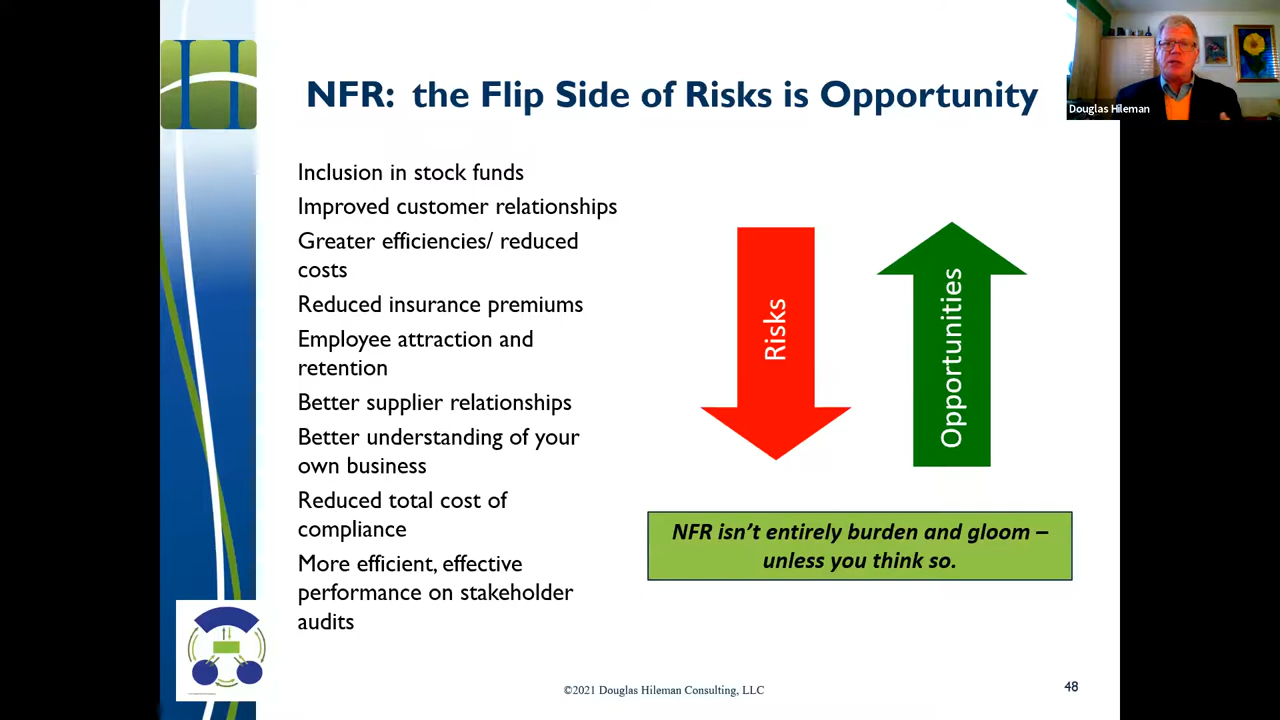 NFR: the Flip Side of Risks is Opportunity
Douglas Hileman
Inclusion in stock funds
Improved customer relationships
Greater efficiencies/ reduced
costs
Reduced insurance premiums
Employee attraction and
retention
Better supplier relationships
Better understanding of your
own business
Reduced total cost of
compliance
More efficient, effective
performance on stakeholder
audits
Risks
Opportunities
NFR isn't entirely burden and gloom –
unless you think so.
©2021 Douglas Hileman Consulting, LLC
48